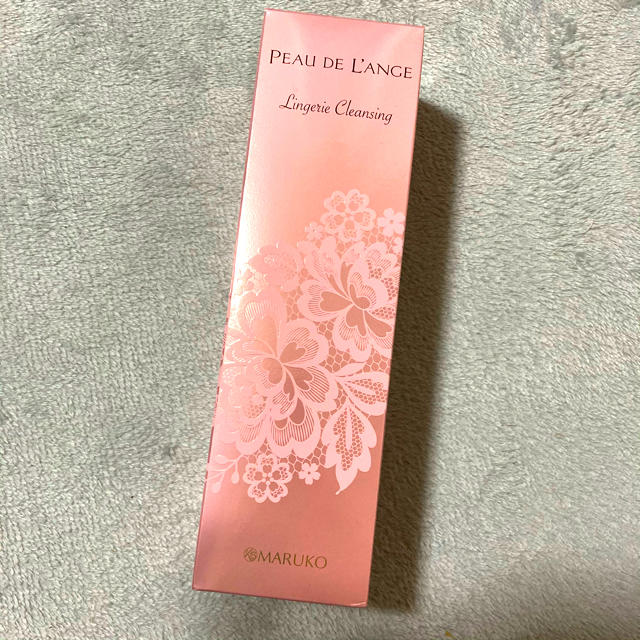 PEAU DE L'ANGE
Lingerie Cleansing
MARUKO